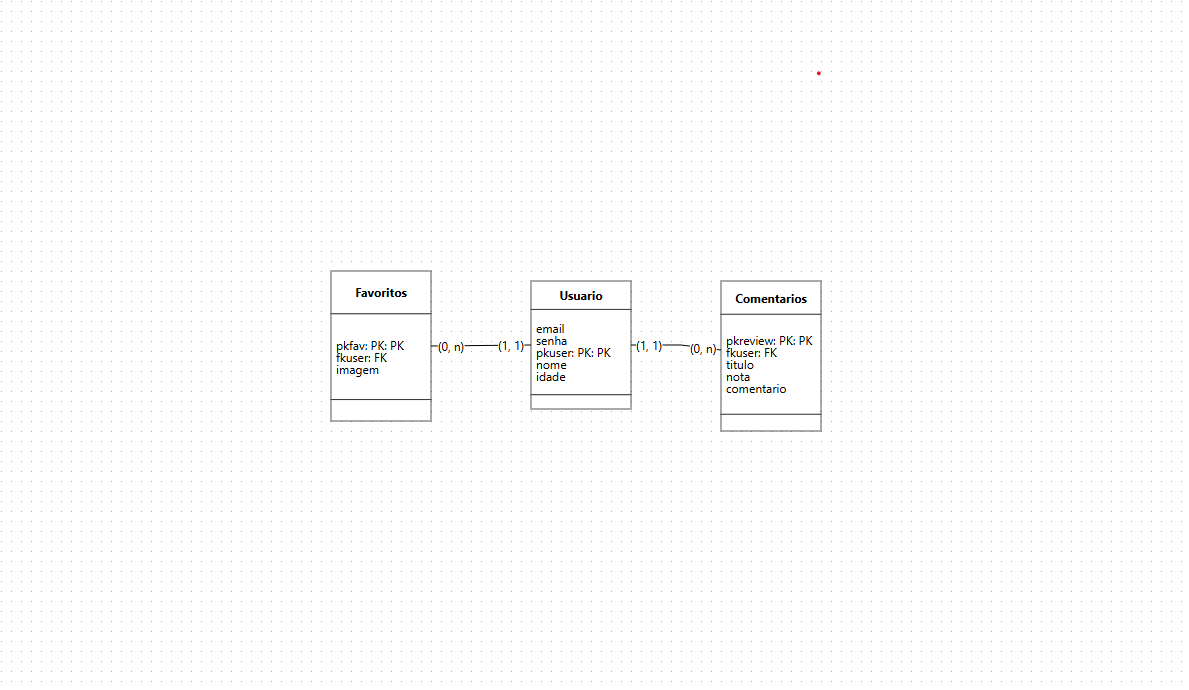 Favoritos
pkfav: PK: PK
fkuser: FK
imagem
(0, n)
(1, 1)
Usuario
email
senha
pkuser: PK: PK
nome
idade
(1, 1)
(0, n)
Comentarios
pkreview: PK: PK
fkuser: FK
titulo
nota
comentario